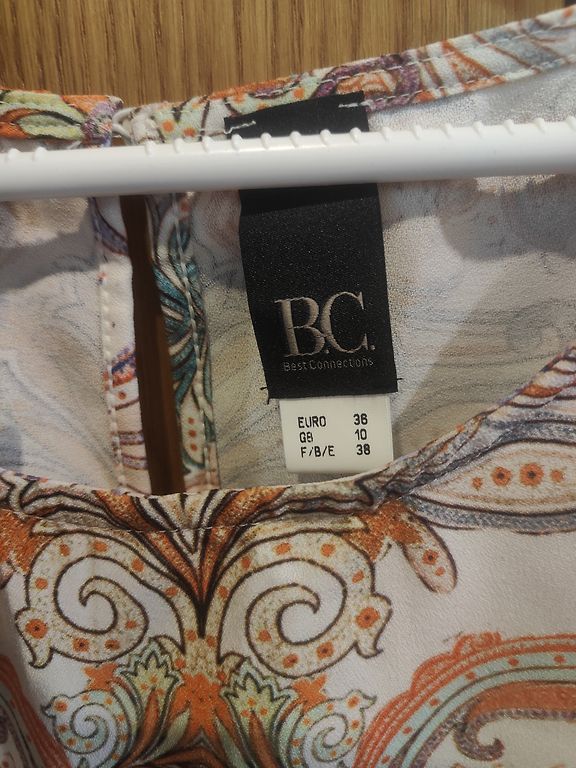 B.C.
Best Connections
EURO 36
GB 10
F/B/E 38